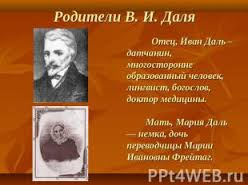 Родители В. И. Даля
Отец, Иван Даль –
датчанин,
многосторонне
образованный человек,
лингвист, богослов,
доктор медицины.
Мать, Мария Даль
— немка, дочь
переводчицы Марии
Ивановны Фрейтаг.
PPt4WEB.ru